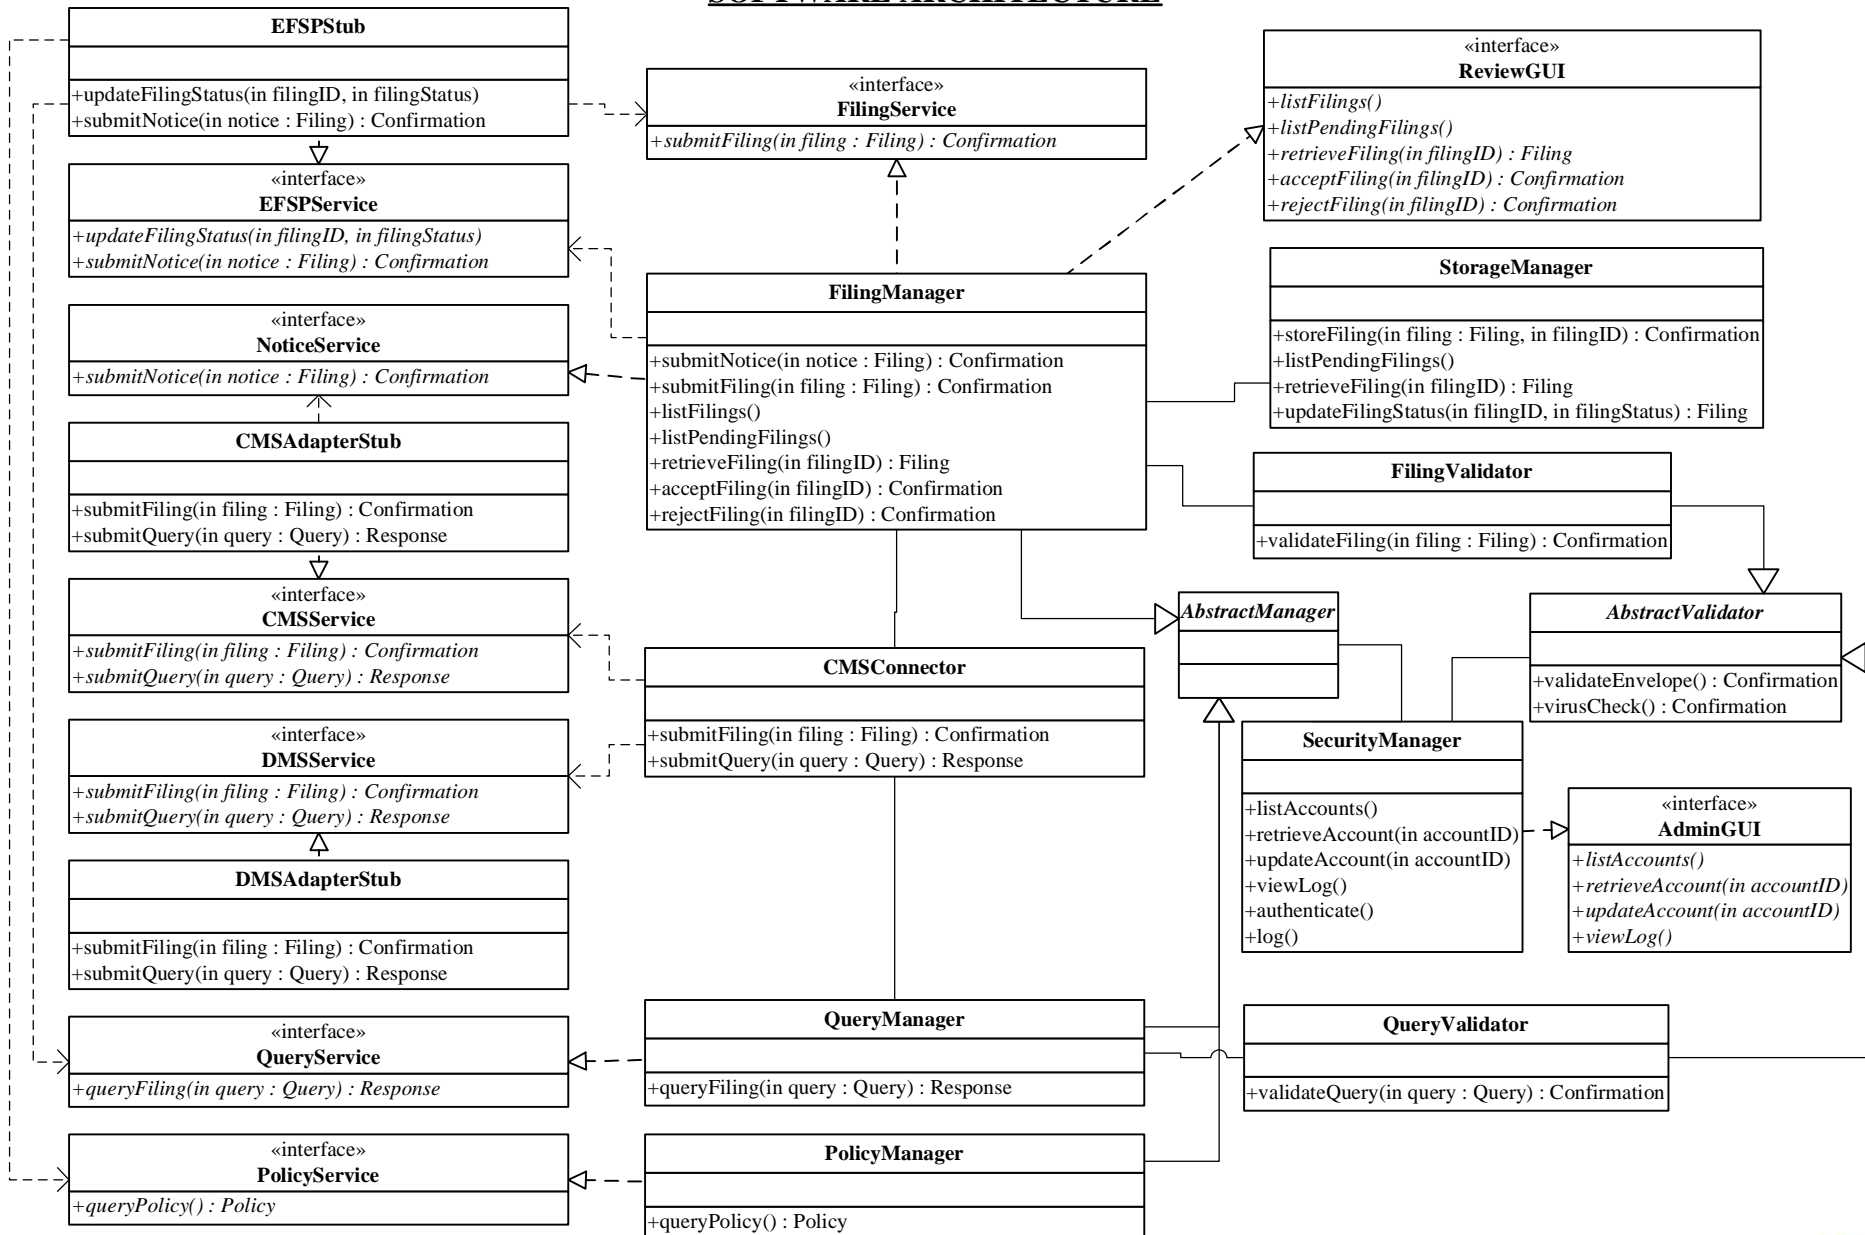 SOFTWARE ARCHITECTURE
EFSPStub
+updateFilingStatus(in filingID, in filingStatus)
+submitNotice(in notice : Filing) : Confirmation
«interface»
EFSPService
+updateFilingStatus(in filingID, in filingStatus)
+submitNotice(in notice : Filing) : Confirmation
«interface»
NoticeService
+submitNotice(in notice : Filing) : Confirmation
CMSAdapterStub
+submitFiling(in filing : Filing) : Confirmation
+submitQuery(in query : Query) : Response
«interface»
CMSService
+submitFiling(in filing : Filing) : Confirmation
+submitQuery(in query : Query) : Response
«interface»
DMSService
+submitFiling(in filing : Filing) : Confirmation
+submitQuery(in query : Query) : Response
DMSAdapterStub
+submitFiling(in filing : Filing) : Confirmation
+submitQuery(in query : Query) : Response
«interface»
QueryService
+queryFiling(in query : Query) : Response
«interface»
PolicyService
+queryPolicy() : Policy
«interface»
FilingService
+submitFiling(in filing : Filing) : Confirmation
FilingManager
+submitNotice(in notice : Filing) : Confirmation
+submitFiling(in filing : Filing) : Confirmation
+listFilings()
+listPendingFilings()
+retrieveFiling(in filingID) : Filing
+acceptFiling(in filingID) : Confirmation
+rejectFiling(in filingID) : Confirmation
CMSConnector
+submitFiling(in filing : Filing) : Confirmation
+submitQuery(in query : Query) : Response
QueryManager
+queryFiling(in query : Query) : Response
PolicyManager
+queryPolicy() : Policy
«interface»
ReviewGUI
+listFilings()
+listPendingFilings()
+retrieveFiling(in filingID) : Filing
+acceptFiling(in filingID) : Confirmation
+rejectFiling(in filingID) : Confirmation
StorageManager
+storeFiling(in filing : Filing, in filingID) : Confirmation
+listPendingFilings()
+retrieveFiling(in filingID) : Filing
+updateFilingStatus(in filingID, in filingStatus) : Filing
FilingValidator
+validateFiling(in filing : Filing) : Confirmation
AbstractManager
AbstractValidator
+validateEnvelope() : Confirmation
+virusCheck() : Confirmation
SecurityManager
+listAccounts()
+retrieveAccount(in accountID)
+updateAccount(in accountID)
+viewLog()
+authenticate()
+log()
«interface»
AdminGUI
+listAccounts()
+retrieveAccount(in accountID)
+updateAccount(in accountID)
+viewLog()
QueryValidator
+validateQuery(in query : Query) : Confirmation